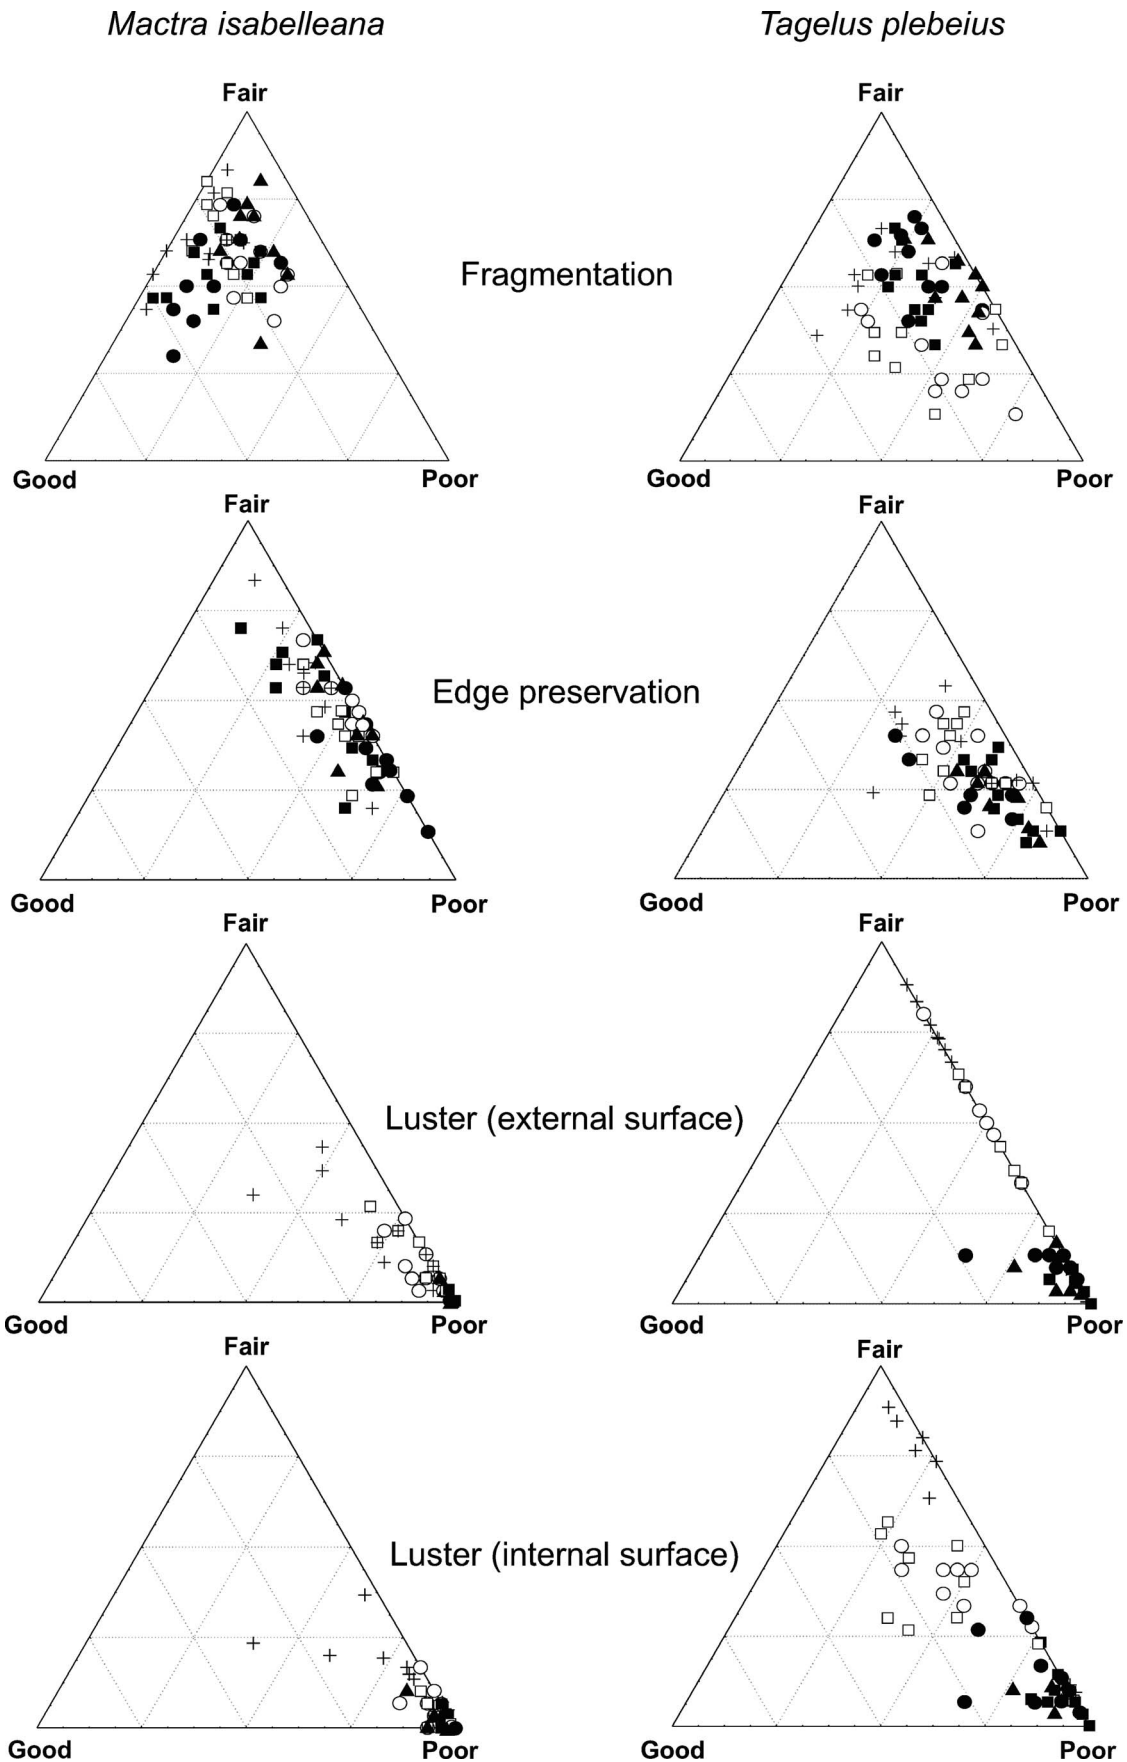 Mactra isabelleana
Tagelus plebeius
Fair
Fair
Fragmentation
Good
Poor
Good
Poor
Fair
Fair
Edge preservation
Good
Poor
Good
Poor
Fair
Fair
Luster (external surface)
Good
Poor
Good
Poor
Fair
Fair
Luster (internal surface)
Good
Poor
Good
Poor